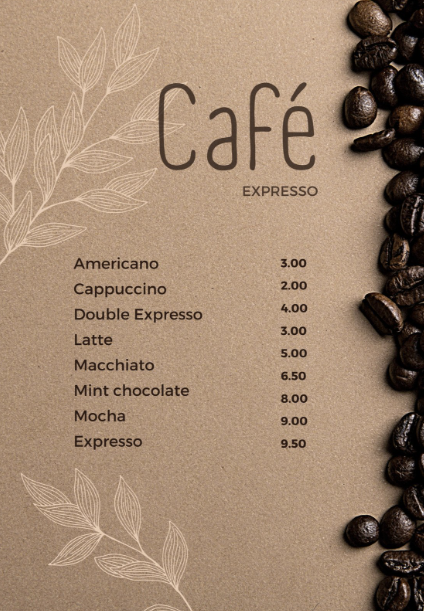 Café
EXPRESSO
Americano
Cappuccino
Double Expresso
Latte
Macchiato
Mint chocolate
Mocha
Expresso
3.00
2.00
4.00
3.00
5.00
6.50
8.00
9.00
9.50